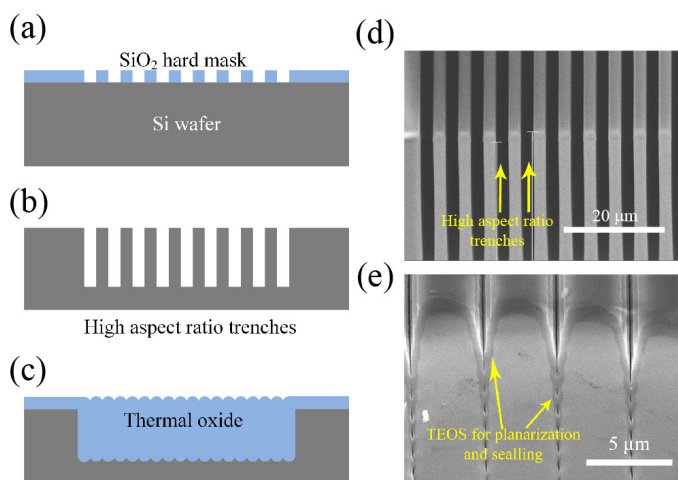 (a)
SiO2 hard mask
Si wafer
(b)
High aspect ratio trenches
(c)
Thermal oxide
(d)
High aspect ratio
trenches
20 μm
(e)
TEOS for planarization
and sealling
5 μm